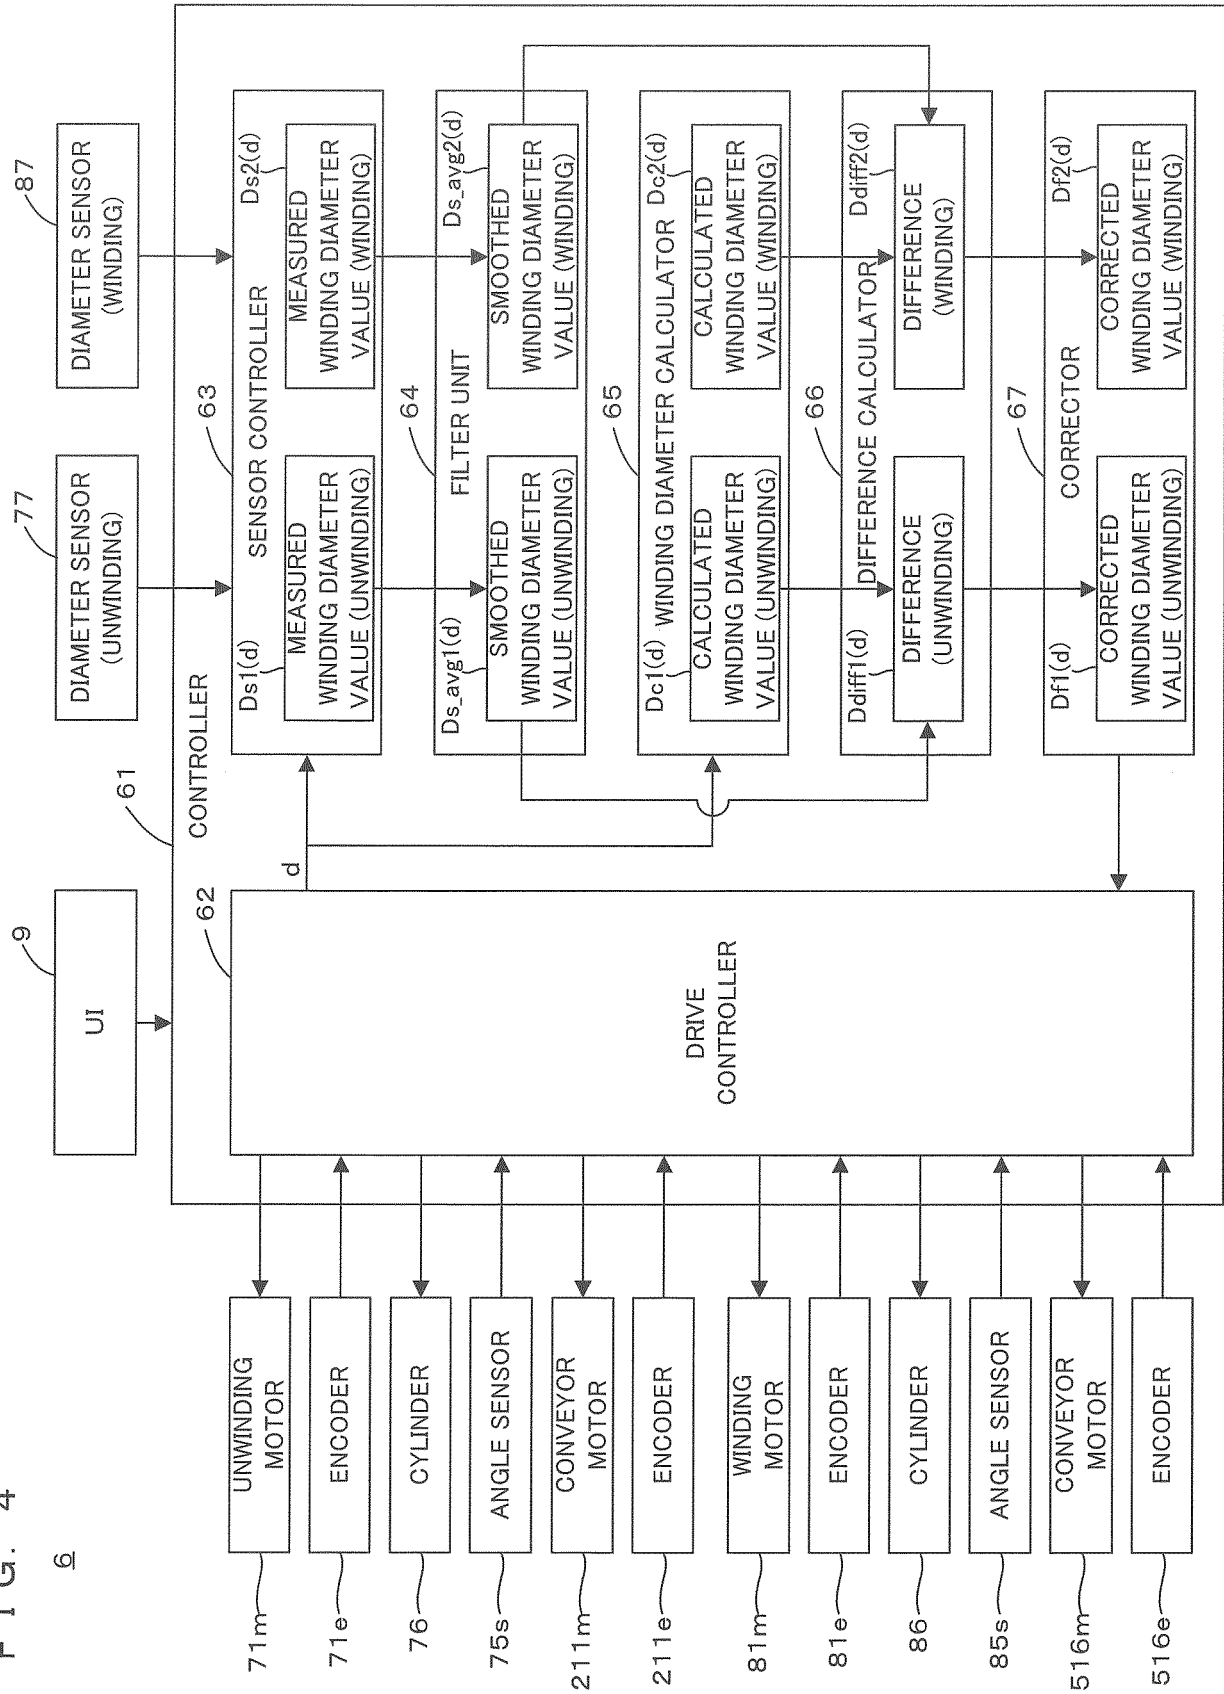 FIG. 4
6
9
UI
77
DIAMETER SENSOR
(UNWINDING)
87
DIAMETER SENSOR
(WINDING)
61
CONTROLLER
62
DRIVE
CONTROLLER
d
63
SENSOR CONTROLLER
Ds1(d)
MEASURED
WINDING DIAMETER
VALUE (UNWINDING)
Ds2(d)
MEASURED
WINDING DIAMETER
VALUE (WINDING)
64
FILTER UNIT
Ds_avg1(d)
SMOOTHED
WINDING DIAMETER
VALUE (UNWINDING)
Ds_avg2(d)
SMOOTHED
WINDING DIAMETER
VALUE (WINDING)
65
WINDING DIAMETER CALCULATOR
Dc1(d)
CALCULATED
WINDING DIAMETER
VALUE (UNWINDING)
Dc2(d)
CALCULATED
WINDING DIAMETER
VALUE (WINDING)
66
DIFFERENCE CALCULATOR
Ddiff1(d)
DIFFERENCE
(UNWINDING)
Ddiff2(d)
DIFFERENCE
(WINDING)
67
CORRECTOR
Df1(d)
CORRECTED
WINDING DIAMETER
VALUE (UNWINDING)
Df2(d)
CORRECTED
WINDING DIAMETER
VALUE (WINDING)
71m
UNWINDING
MOTOR
71e
ENCODER
76
CYLINDER
75s
ANGLE SENSOR
211m
CONVEYOR
MOTOR
211e
ENCODER
81m
WINDING
MOTOR
81e
ENCODER
86
CYLINDER
85s
ANGLE SENSOR
516m
CONVEYOR
MOTOR
516e
ENCODER